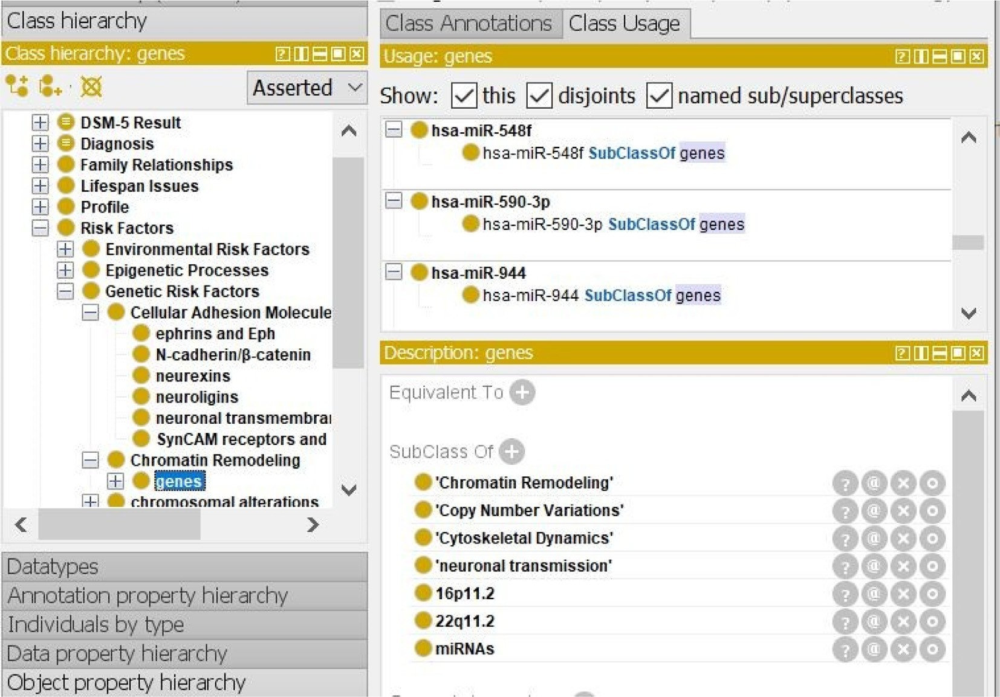 Class hierarchy
Class hierarchy: genes
Asserted
DSM-5 Result
Diagnosis
Family Relationships
Lifespan Issues
Profile
Risk Factors
Environmental Risk Factors
Epigenetic Processes
Genetic Risk Factors
Cellular Adhesion Molecule
ephrins and Eph
N-cadherin/β-catenin
neurexins
neuroligins
neuronal transmembra
SynCAM receptors and
Chromatin Remodeling
genes
chromosomal alterations
Datatypes
Annotation property hierarchy
Individuals by type
Data property hierarchy
Object property hierarchy
Class Annotations Class Usage
Usage: genes
Show: this disjoints named sub/superclasses
hsa-miR-548f
hsa-miR-548f SubClassOf genes
hsa-miR-590-3p
hsa-miR-590-3p SubClassOf genes
hsa-miR-944
hsa-miR-944 SubClassOf genes
Description: genes
Equivalent To
SubClass Of
'Chromatin Remodeling'
'Copy Number Variations'
'Cytoskeletal Dynamics'
'neuronal transmission'
16p11.2
22q11.2
miRNAs